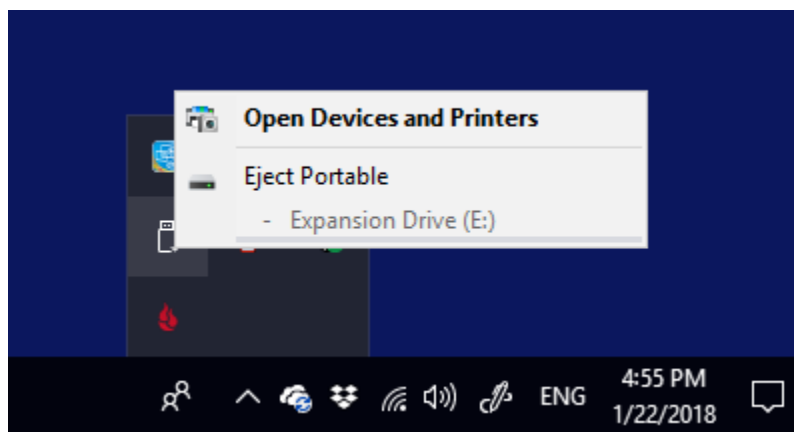 Open Devices and Printers
Eject Portable
- Expansion Drive (E:)
ENG
4:55 PM
1/22/2018